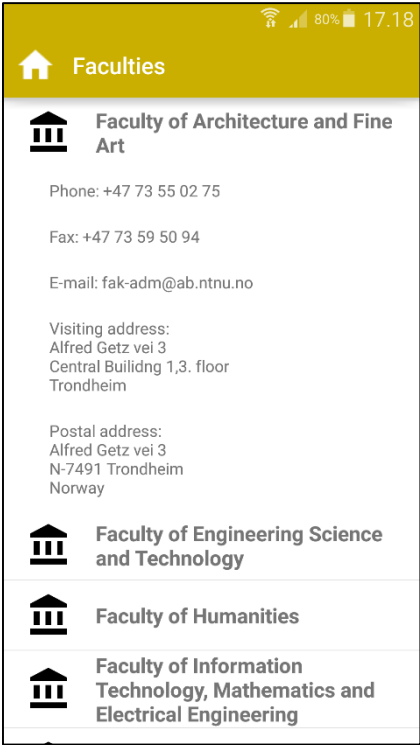 80% 17.18
Faculties
Faculty of Architecture and Fine
Art
Phone: +47 73 55 02 75
Fax: +47 73 59 50 94
E-mail: fak-adm@ab.ntnu.no
Visiting address:
Alfred Getz vei 3
Central Builidng 1,3. floor
Trondheim
Postal address:
Alfred Getz vei 3
N-7491 Trondheim
Norway
Faculty of Engineering Science
and Technology
Faculty of Humanities
Faculty of Information
Technology, Mathematics and
Electrical Engineering